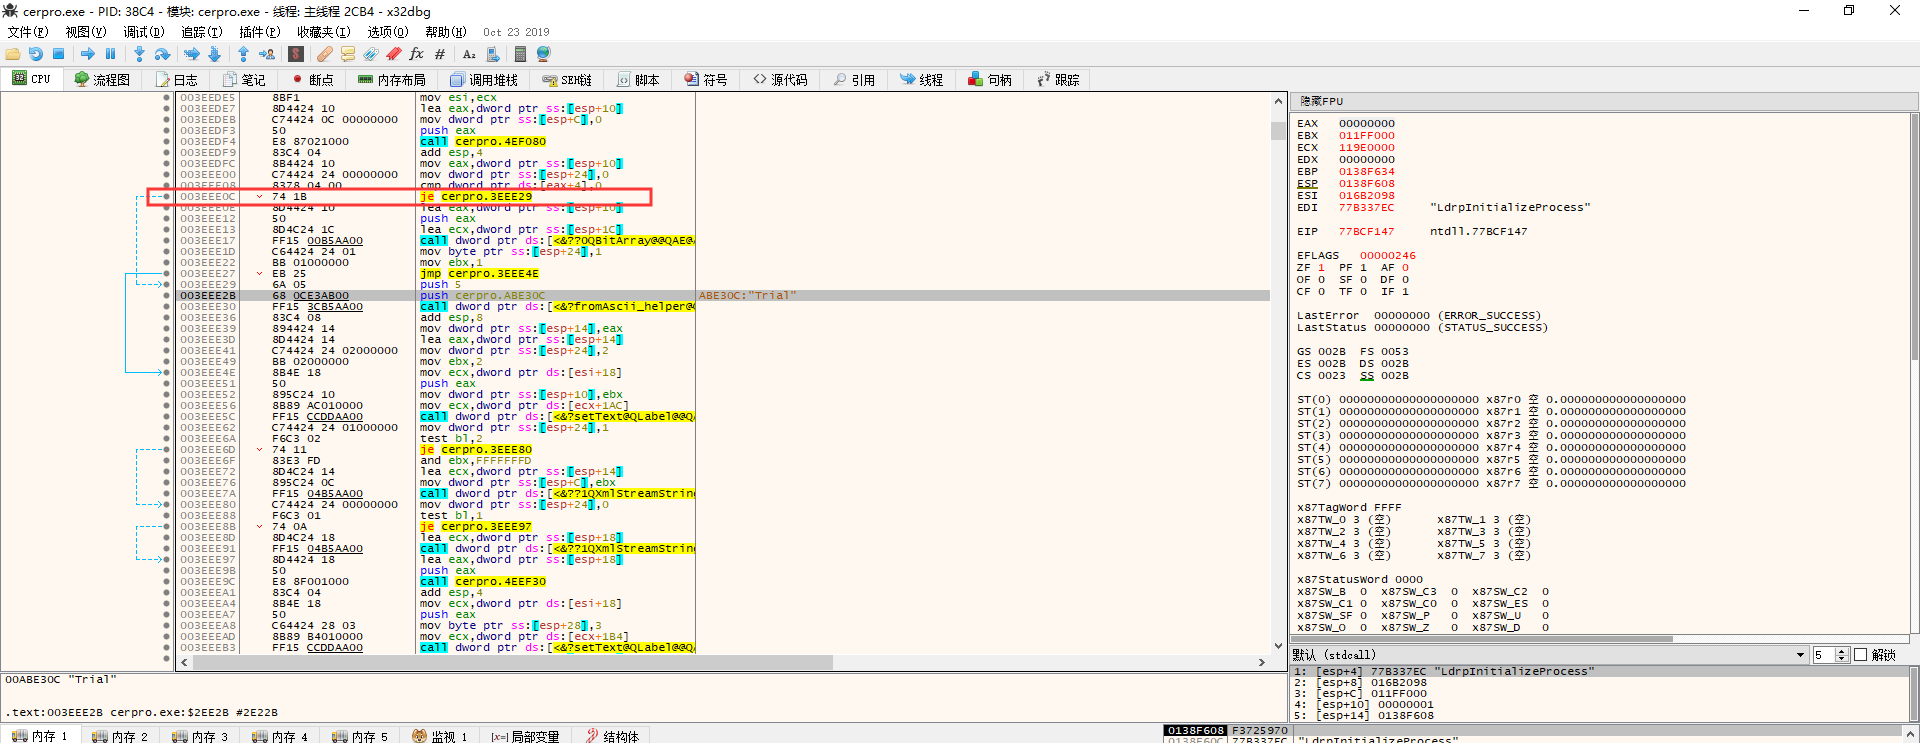 cerpro.exe - PID: 38C4 - 模块: cerpro.exe - 线程: 主线程 2CB4 - x32dbg
文件(F) 视图(V) 调试(D) 追踪(I) 插件(P) 收藏夹(I) 选项(O) 帮助(H) Oct 23 2019
CPU 流程图 日志 笔记 断点 内存布局 调用堆栈 SEH链 脚本 符号 源代码 引用 线程 句柄 跟踪
003EEDE5 8BF1 mov esi,ecx
003EEDE7 8D4424 10 lea eax,dword ptr ss:[esp+10]
003EEDEB C74424 0C 00000000 mov dword ptr ss:[esp+C],0
003EEDF3 50 push eax
003EEDF4 E8 87021000 call cerpro.4EF080
003EEDF9 83C4 04 add esp,4
003EEDFC 8B4424 10 mov eax,dword ptr ss:[esp+10]
003EEE00 C74424 24 00000000 mov dword ptr ss:[esp+24],0
003EEE08 8378 04 00 cmp dword ptr ds:[eax+4],0
003EEE0C 74 1B je cerpro.3EEE29
003EEE0E 8D4424 10 lea eax,dword ptr ss:[esp+10]
003EEE12 50 push eax
003EEE13 8D4C24 1C lea ecx,dword ptr ss:[esp+1C]
003EEE17 FF15 00B5AA00 call dword ptr ds:[<&??0QBitArray@@QAE@A
003EEE1D C64424 24 01 mov byte ptr ss:[esp+24],1
003EEE22 BB 01000000 mov ebx,1
003EEE27 EB 25 jmp cerpro.3EEE4E
003EEE29 6A 05 push 5
003EEE2B 68 0CE3AB00 push cerpro.ABE30C ABE30C:"Trial"
003EEE30 FF15 3CB5AA00 call dword ptr ds:[<&?fromAscii_helper@Q
003EEE36 83C4 08 add esp,8
003EEE39 894424 14 mov dword ptr ss:[esp+14],eax
003EEE3D 8D4424 14 lea eax,dword ptr ss:[esp+14]
003EEE41 C74424 24 02000000 mov dword ptr ss:[esp+24],2
003EEE49 BB 02000000 mov ebx,2
003EEE4E 8B4E 18 mov ecx,dword ptr ds:[esi+18]
003EEE51 50 push eax
003EEE52 895C24 10 mov dword ptr ss:[esp+10],ebx
003EEE56 8B89 AC010000 mov ecx,dword ptr ds:[ecx+1AC]
003EEE5C FF15 CCDDAA00 call dword ptr ds:[<&?setText@QLabel@@QA
003EEE62 C74424 24 01000000 mov dword ptr ss:[esp+24],1
003EEE6A F6C3 02 test bl,2
003EEE6D 74 11 je cerpro.3EEE80
003EEE6F 83E3 FD and ebx,FFFFFFFD
003EEE72 8D4C24 14 lea ecx,dword ptr ss:[esp+14]
003EEE76 895C24 0C mov dword ptr ss:[esp+C],ebx
003EEE7A FF15 04B5AA00 call dword ptr ds:[<&??1QXmlStreamString
003EEE80 C74424 24 00000000 mov dword ptr ss:[esp+24],0
003EEE88 F6C3 01 test bl,1
003EEE8B 74 0A je cerpro.3EEE97
003EEE8D 8D4C24 18 lea ecx,dword ptr ss:[esp+18]
003EEE91 FF15 04B5AA00 call dword ptr ds:[<&??1QXmlStreamString
003EEE97 8D4424 18 lea eax,dword ptr ss:[esp+18]
003EEE9B 50 push eax
003EEE9C E8 8F001000 call cerpro.4EEF30
003EEEA1 83C4 04 add esp,4
003EEEA4 8B4E 18 mov ecx,dword ptr ds:[esi+18]
003EEEA7 50 push eax
003EEEA8 C64424 28 03 mov byte ptr ss:[esp+28],3
003EEEAD 8B89 B4010000 mov ecx,dword ptr ds:[ecx+1B4]
003EEEB3 FF15 CCDDAA00 call dword ptr ds:[<&?setText@QLabel@@QA
00ABE30C "Trial"
.text:003EEE2B cerpro.exe:$2EE2B #2E22B
隐藏FPU
EAX 00000000
EBX 011FF000
ECX 119E0000
EDX 00000000
EBP 0138F634
ESP 0138F608
ESI 016B2098
EDI 77B337EC "LdrpInitializeProcess"
EIP 77BCF147 ntdll.77BCF147
EFLAGS 00000246
ZF 1 PF 1 AF 0
OF 0 SF 0 DF 0
CF 0 TF 0 IF 1
LastError 00000000 (ERROR_SUCCESS)
LastStatus 00000000 (STATUS_SUCCESS)
GS 002B FS 0053
ES 002B DS 002B
CS 0023 SS 002B
ST(0) 00000000000000000000 x87r0 空 0.000000000000000000
ST(1) 00000000000000000000 x87r1 空 0.000000000000000000
ST(2) 00000000000000000000 x87r2 空 0.000000000000000000
ST(3) 00000000000000000000 x87r3 空 0.000000000000000000
ST(4) 00000000000000000000 x87r4 空 0.000000000000000000
ST(5) 00000000000000000000 x87r5 空 0.000000000000000000
ST(6) 00000000000000000000 x87r6 空 0.000000000000000000
ST(7) 00000000000000000000 x87r7 空 0.000000000000000000
x87TagWord FFFF
x87TW_0 3 (空) x87TW_1 3 (空)
x87TW_2 3 (空) x87TW_3 3 (空)
x87TW_4 3 (空) x87TW_5 3 (空)
x87TW_6 3 (空) x87TW_7 3 (空)
x87StatusWord 0000
x87SW_B 0 x87SW_C3 0 x87SW_C2 0
x87SW_C1 0 x87SW_C0 0 x87SW_ES 0
x87SW_SF 0 x87SW_P 0 x87SW_U 0
x87SW_O 0 x87SW_Z 0 x87SW_D 0
默认 (stdcall) 5 解锁
1: [esp+4] 77B337EC "LdrpInitializeProcess"
2: [esp+8] 016B2098
3: [esp+C] 011FF000
4: [esp+10] 00000001
5: [esp+14] 0138F608
内存 1 内存 2 内存 3 内存 4 内存 5 监视 1 局部变量 结构体
0138F608 F3725970
0138F60C 77B337EC "LdrpInitializeProcess"